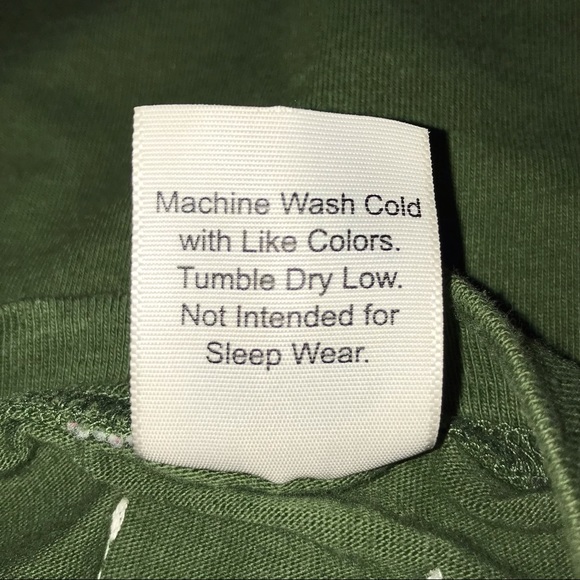 Machine Wash Cold
with Like Colors.
Tumble Dry Low.
Not Intended for
Sleep Wear.